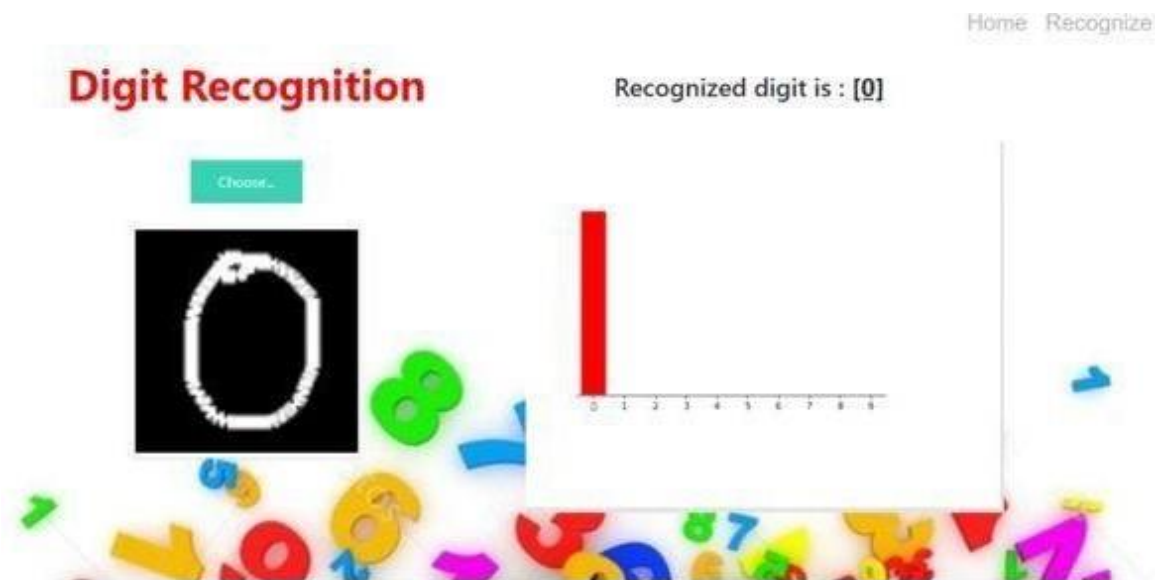 Home Recognize
Digit Recognition
Recognized digit is : [0]
Choose..
0
0 1 2 3 4 5 6 7 8 9